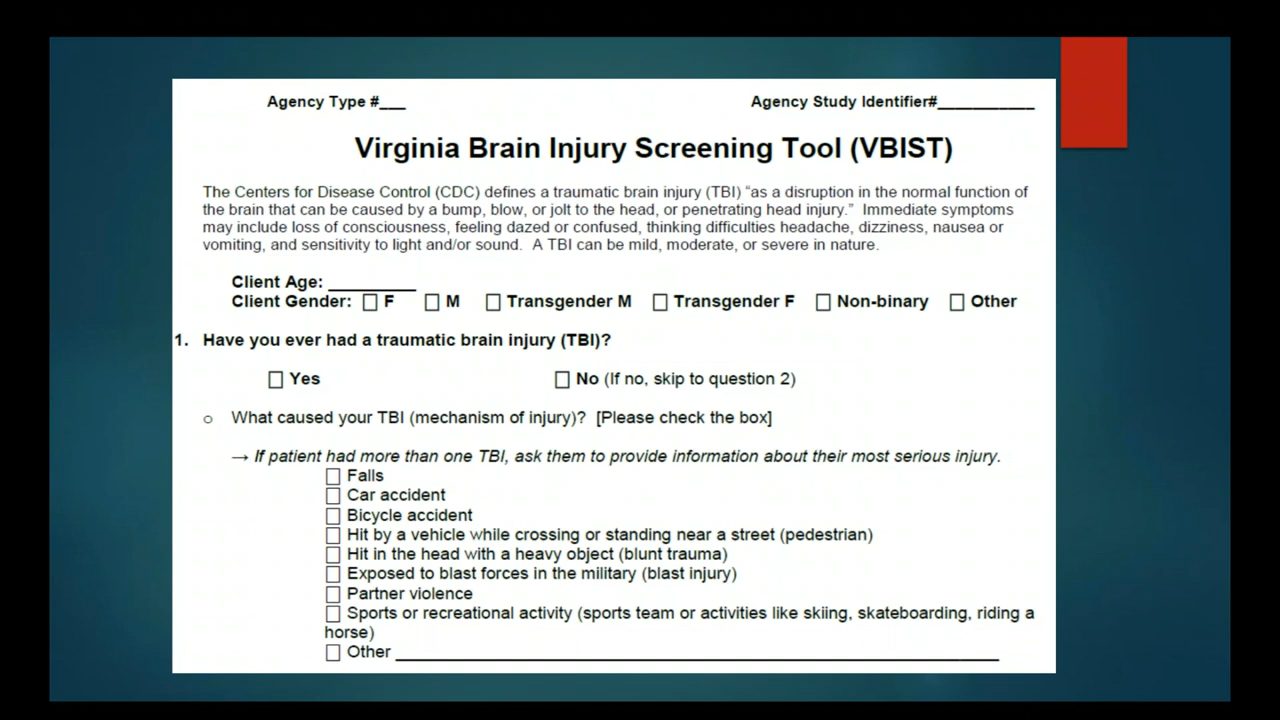 Agency Type #___ Agency Study Identifier#___________
Virginia Brain Injury Screening Tool (VBIST)
The Centers for Disease Control (CDC) defines a traumatic brain injury (TBI) “as a disruption in the normal function of
the brain that can be caused by a bump, blow, or jolt to the head, or penetrating head injury.” Immediate symptoms
may include loss of consciousness, feeling dazed or confused, thinking difficulties headache, dizziness, nausea or
vomiting, and sensitivity to light and/or sound. A TBI can be mild, moderate, or severe in nature.
Client Age: _________
Client Gender: ☐ F ☐ M ☐ Transgender M ☐ Transgender F ☐ Non-binary ☐ Other
1. Have you ever had a traumatic brain injury (TBI)?
☐ Yes ☐ No (If no, skip to question 2)
o What caused your TBI (mechanism of injury)? [Please check the box]
→ If patient had more than one TBI, ask them to provide information about their most serious injury.
☐ Falls
☐ Car accident
☐ Bicycle accident
☐ Hit by a vehicle while crossing or standing near a street (pedestrian)
☐ Hit in the head with a heavy object (blunt trauma)
☐ Exposed to blast forces in the military (blast injury)
☐ Partner violence
☐ Sports or recreational activity (sports team or activities like skiing, skateboarding, riding a
horse)
☐ Other ______________________________